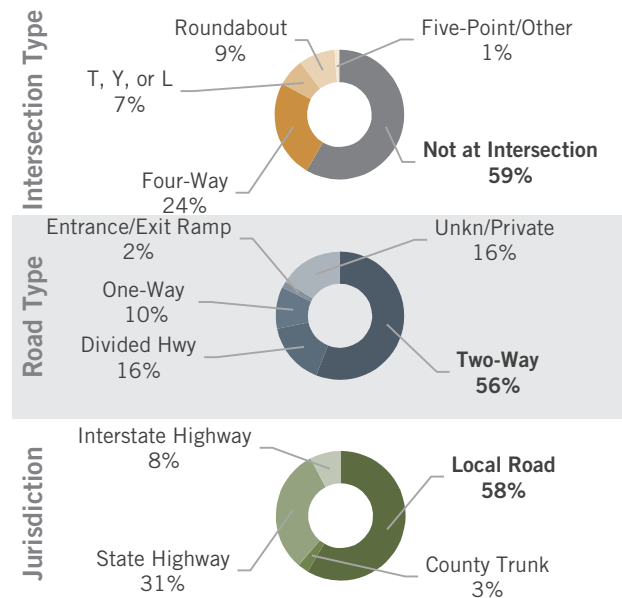 Intersection Type
Roundabout
9%
Five-Point/Other
1%
T, Y, or L
7%
Not at Intersection
59%
Four-Way
24%
Road Type
Entrance/Exit Ramp
2%
Unkn/Private
16%
One-Way
10%
Divided Hwy
16%
Two-Way
56%
Jurisdiction
Interstate Highway
8%
Local Road
58%
State Highway
31%
County Trunk
3%